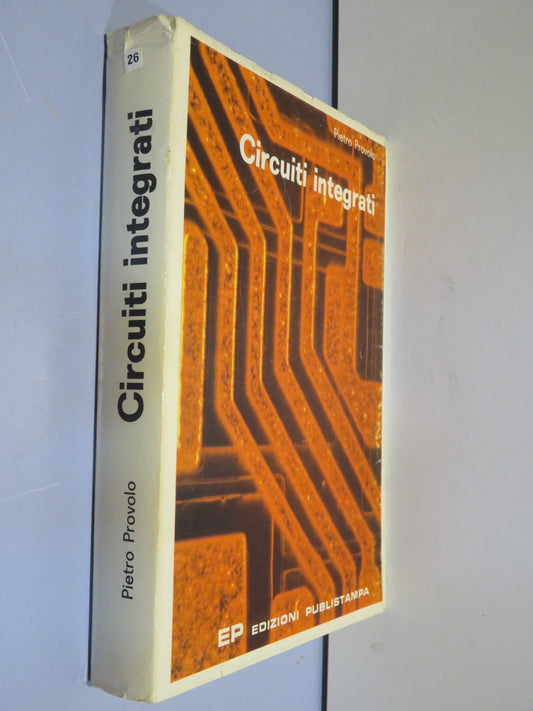 26
Circuiti integrati
Pietro Provolo
Pietro Provolo
Circuiti integrati
EP EDIZIONI PUBLISTAMPA